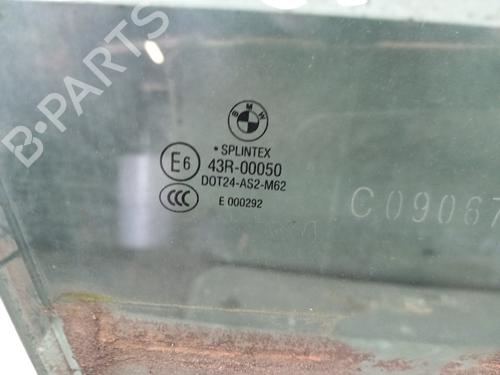 B-PARTS
BMW
• SPLINTEX
E6 43R-00050
DOT24-AS2-M62
CCC E 000292
C09067